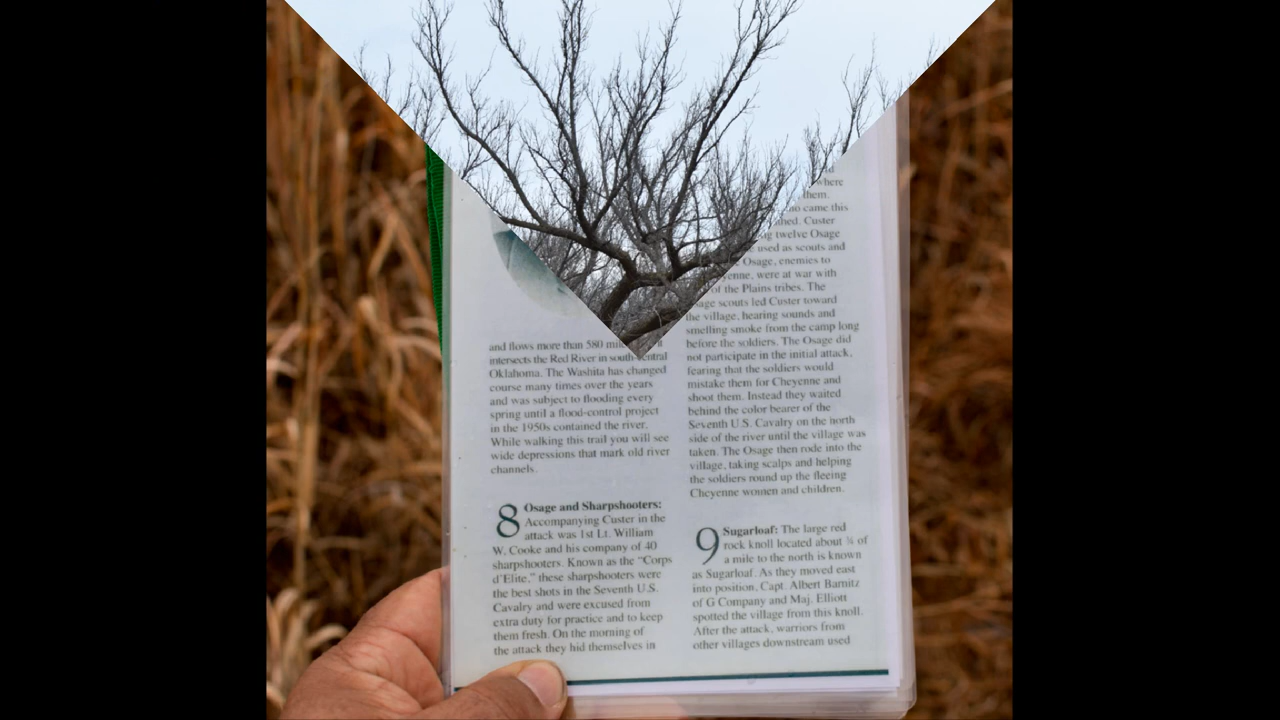 and flows more than 580
intersects the Red River in south-central
Oklahoma. The Washita has changed
course many times over the years
and was subject to flooding every
spring until a flood-control project
in the 1950s contained the river.
While walking this trail you will see
wide depressions that mark old river
channels.
8 Osage and Sharpshooters:
Accompanying Custer in the
attack was 1st Lt. William
W. Cooke and his company of 40
sharpshooters. Known as the “Corps
d’Elite,” these sharpshooters were
the best shots in the Seventh U.S.
Cavalry and were excused from
extra duty for practice and to keep
them fresh. On the morning of
the attack they hid themselves in
where
them.
came this
Custer
twelve Osage
used as scouts and
Osage, enemies to
were at war with
of the Plains tribes. The
scouts led Custer toward
the village, hearing sounds and
smelling smoke from the camp long
before the soldiers. The Osage did
not participate in the initial attack,
fearing that the soldiers would
mistake them for Cheyenne and
shoot them. Instead they waited
behind the color bearer of the
Seventh U.S. Cavalry on the north
side of the river until the village was
taken. The Osage then rode into the
village, taking scalps and helping
the soldiers round up the fleeing
Cheyenne women and children.
9 Sugarloaf: The large red
rock knoll located about ¾ of
a mile to the north is known
as Sugarloaf. As they moved east
into position, Capt. Albert Barnitz
of G Company and Maj. Elliott
spotted the village from this knoll.
After the attack, warriors from
other villages downstream used